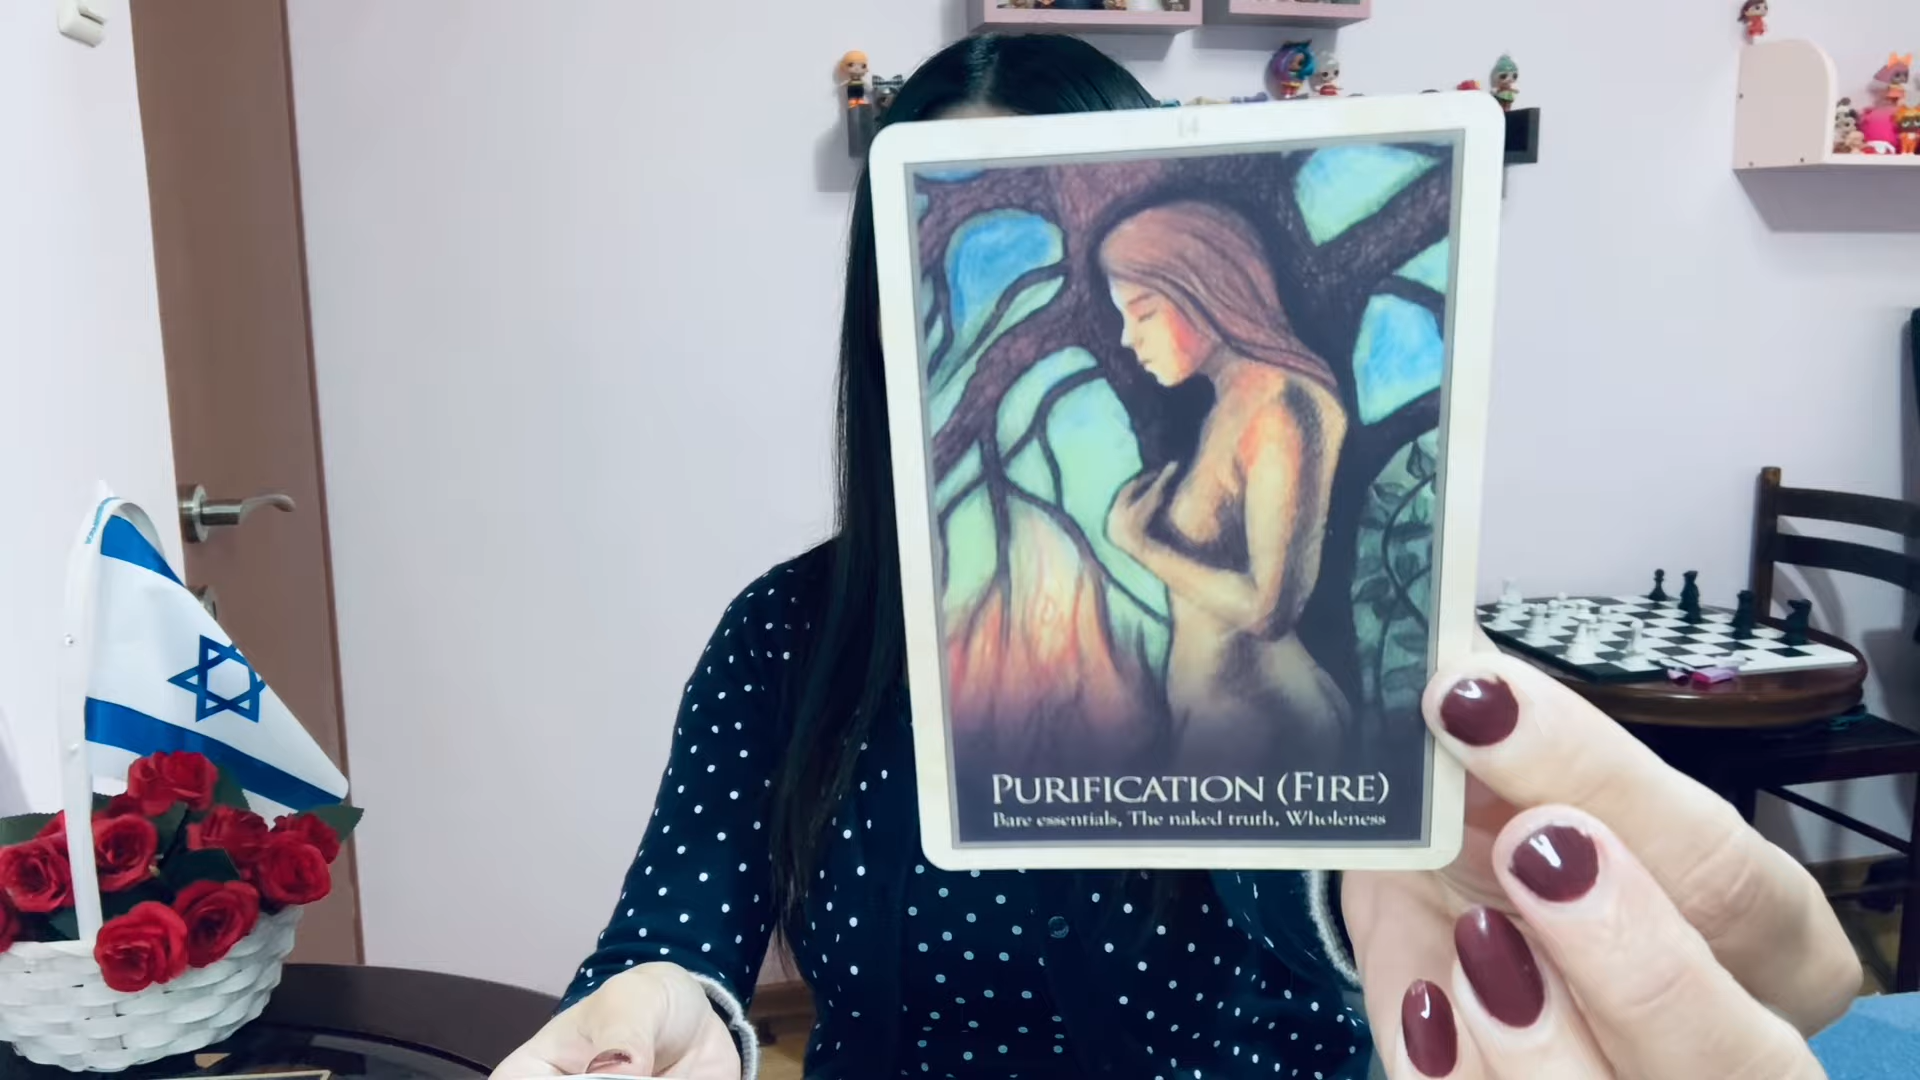 14
PURIFICATION (FIRE)
Bare essentials, The naked truth, Wholeness